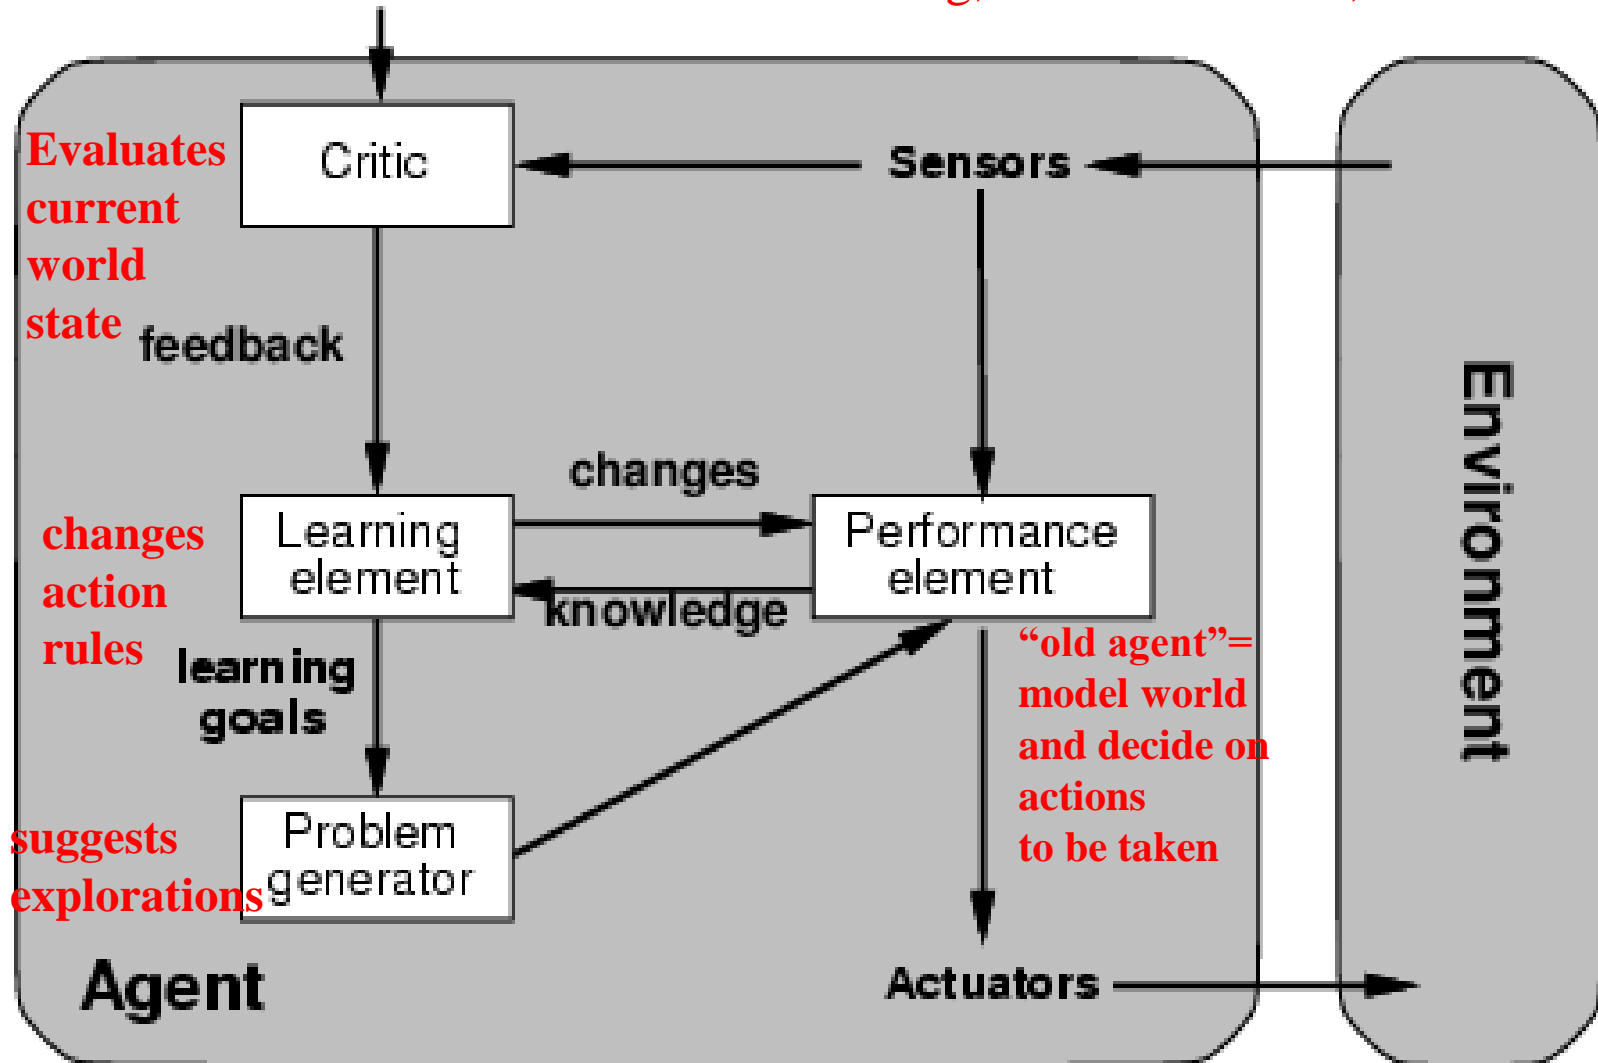 Evaluates
current
world
state
Critic
Sensors
feedback
changes
Learning
element
Performance
element
knowledge
changes
action
rules
learning
goals
"old agent"=
model world
and decide on
actions
to be taken
Problem
generator
suggests
explorations
Agent
Actuators
Environment